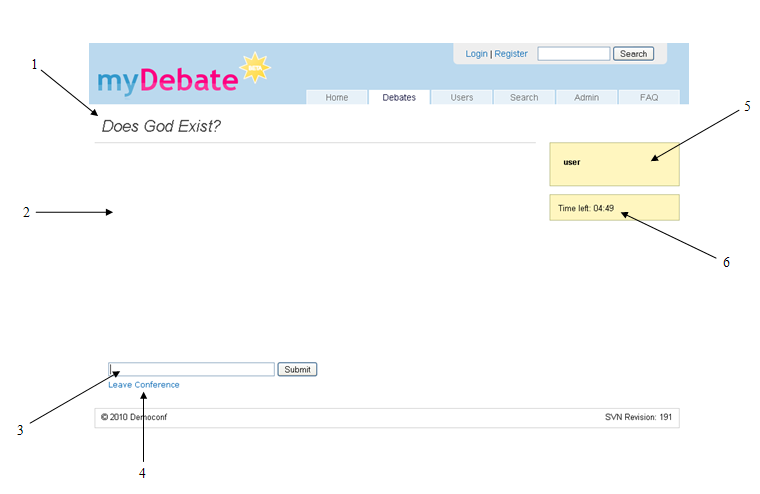 Login | Register Search
myDebate
Home Debates Users Search Admin FAQ
1
Does God Exist?
5
user
2
Time left: 04:49
6
Submit
Leave Conference
3
© 2010 Democonf SVN Revision: 191
4